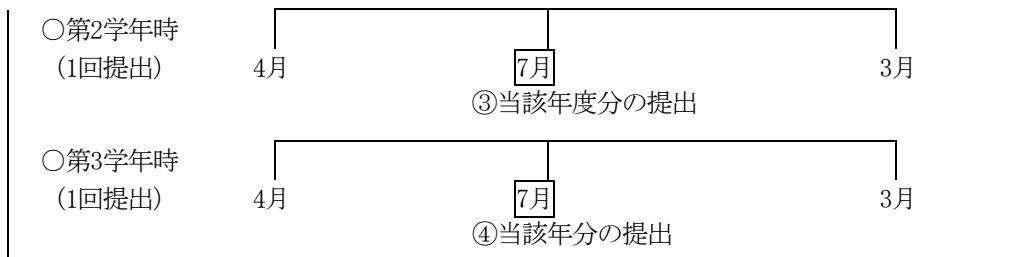 ○第2学年時
(1回提出) 4月 7月 3月
③当該年度分の提出
○第3学年時
(1回提出) 4月 7月 3月
④当該年分の提出